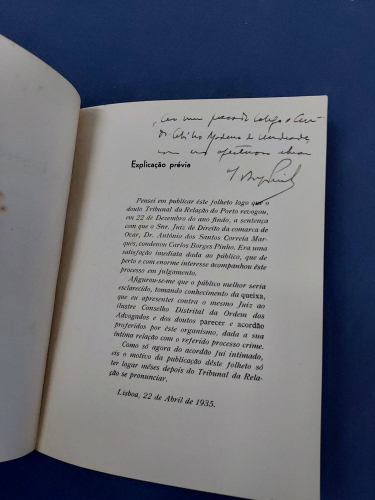 meu
e
Explicação prévia
Pensei em publicar êste folheto logo que o
douto Tribunal da Relação do Porto revogou,
em 22 de Dezembro do ano findo, a sentença
com que o Snr. Juiz de Direito da comarca de
Ovar, Dr. António dos Santos Correia Mar-
ques, condenou Carlos Borges Pinho. Era uma
satisfação imediata dada ao público, que de
perto e com enorme interesse acompanhou êste
processo em julgamento.
Afigurou-se-me que o público melhor seria
esclarecido, tomando conhecimento da queixa,
que eu apresentei contra o mesmo Juiz ao
ilustre Conselho Distrital da Ordem dos
Advogados e dos doutos parecer e acordão
proferidos por êste organismo, dada a sua
íntima relação com o referido processo crime.
Como só agora do acordão fui intimado,
eis o motivo da publicação dêste folheto só
ter logar mêses depois do Tribunal da Rela-
ção se pronunciar.
Lisboa, 22 de Abril de 1935.